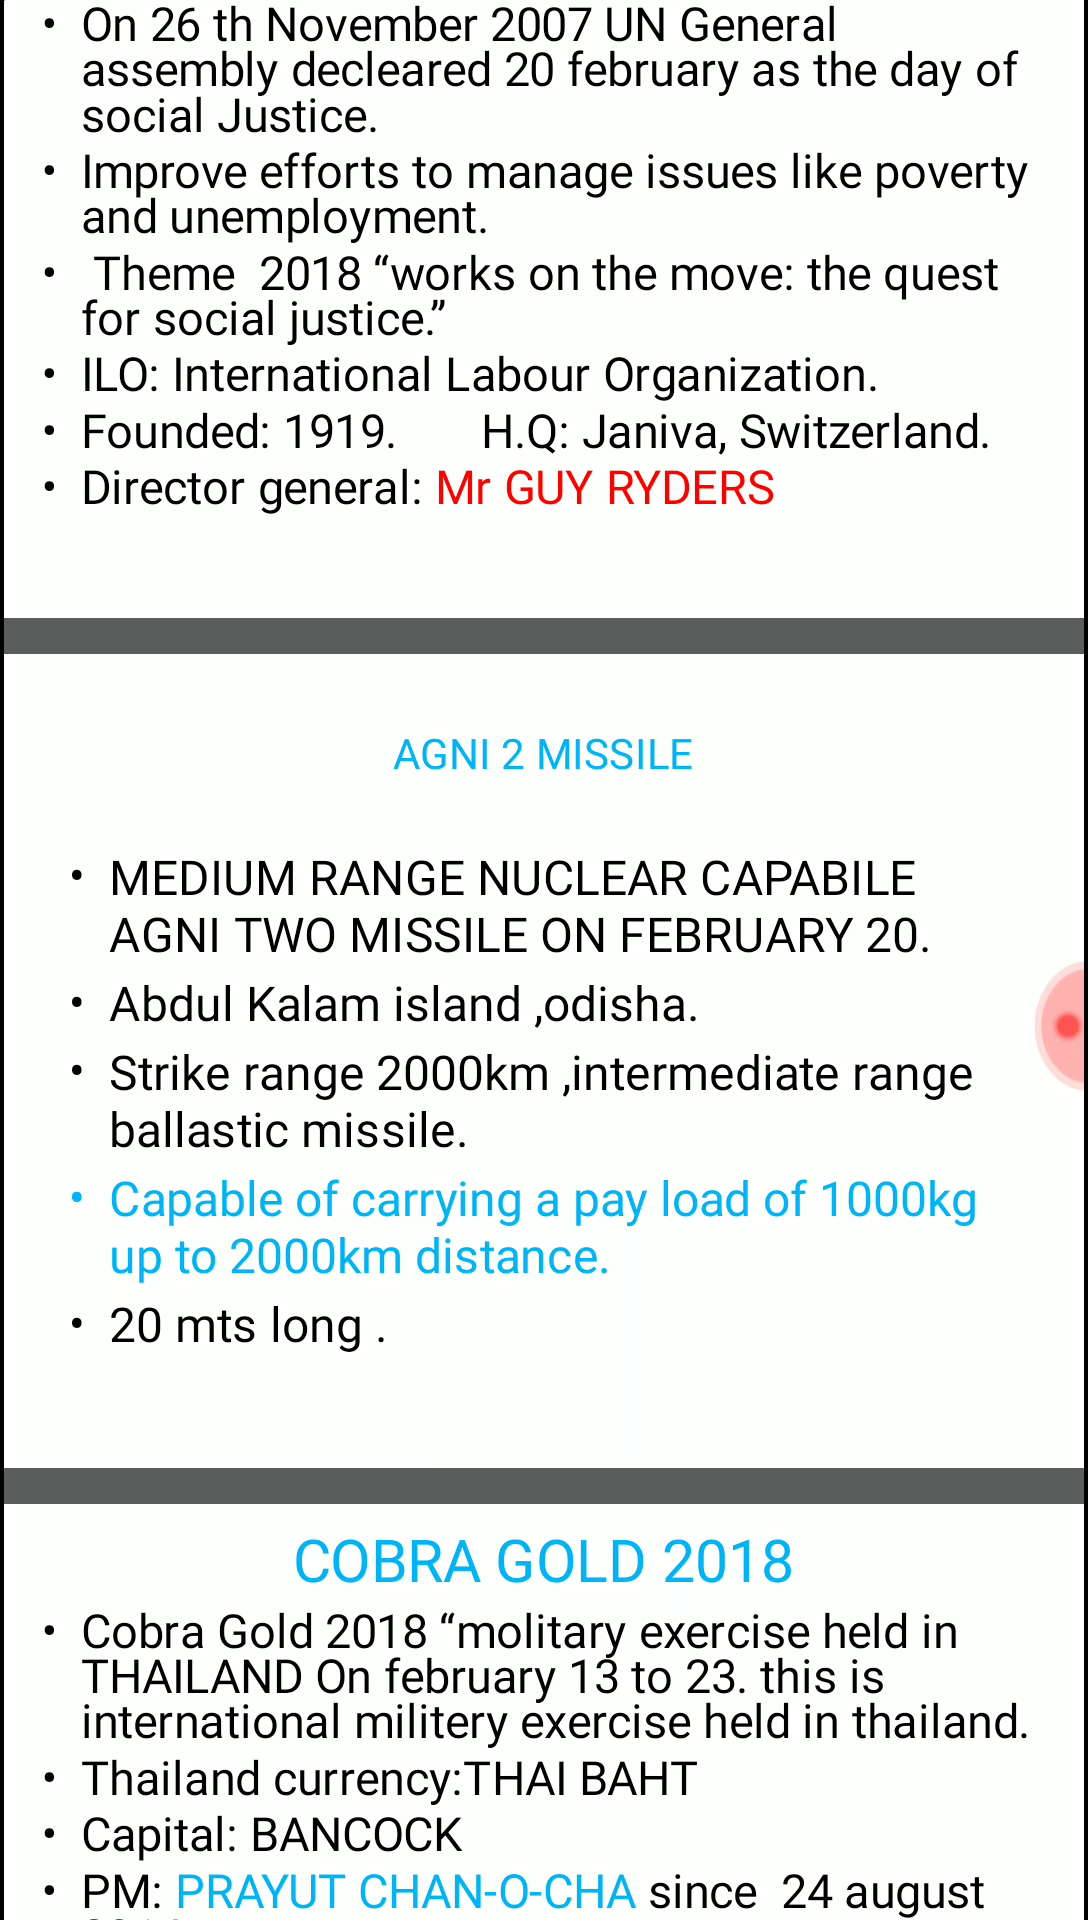 • On 26 th November 2007 UN General
assembly decleared 20 february as the day of
social Justice.
• Improve efforts to manage issues like poverty
and unemployment.
• Theme 2018 “works on the move: the quest
for social justice.”
• ILO: International Labour Organization.
• Founded: 1919. H.Q: Janiva, Switzerland.
• Director general: Mr GUY RYDERS
AGNI 2 MISSILE
• MEDIUM RANGE NUCLEAR CAPABILE
AGNI TWO MISSILE ON FEBRUARY 20.
• Abdul Kalam island ,odisha.
• Strike range 2000km ,intermediate range
ballastic missile.
• Capable of carrying a pay load of 1000kg
up to 2000km distance.
• 20 mts long .
COBRA GOLD 2018
• Cobra Gold 2018 “molitary exercise held in
THAILAND On february 13 to 23. this is
international militery exercise held in thailand.
• Thailand currency:THAI BAHT
• Capital: BANCOCK
• PM: PRAYUT CHAN-O-CHA since 24 august